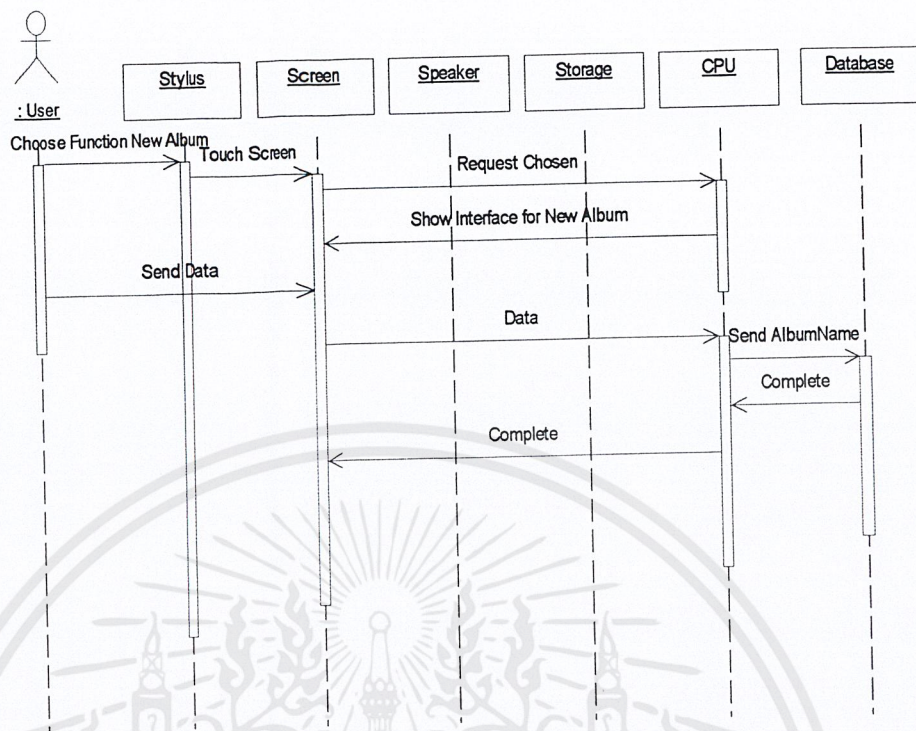 : User
Stylus
Screen
Speaker
Storage
CPU
Database
Choose Function New Album
Touch Screen
Request Chosen
Show Interface for New Album
Send Data
Data
Send AlbumName
Complete
Complete